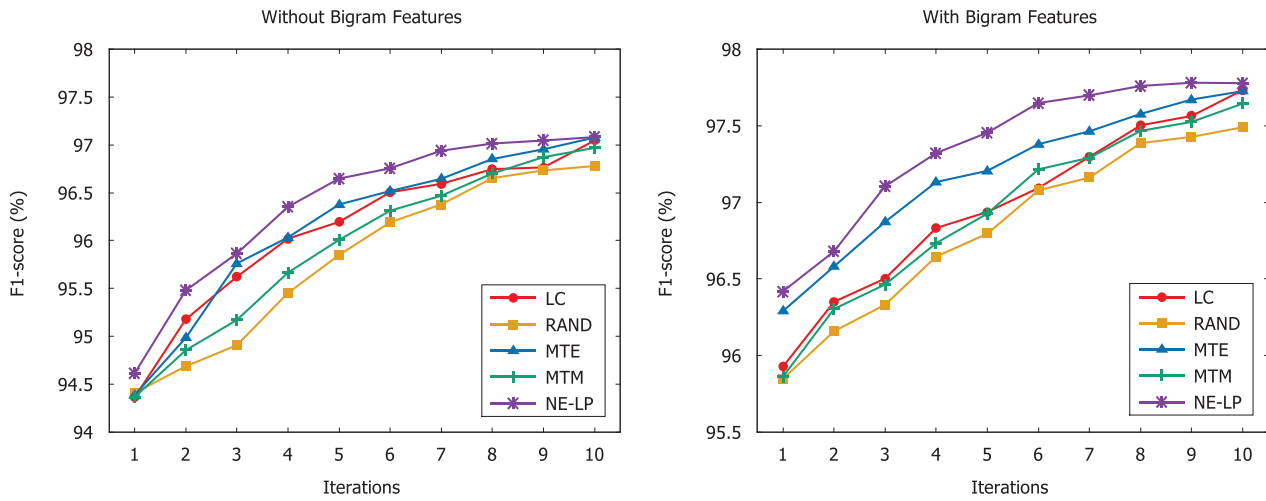 Without Bigram Features
98
97.5
97
96.5
96
95.5
95
94.5
94
F1-score (%)
1 2 3 4 5 6 7 8 9 10
Iterations
LC
RAND
MTE
MTM
NE-LP
With Bigram Features
98
97.5
97
96.5
96
95.5
F1-score (%)
1 2 3 4 5 6 7 8 9 10
Iterations
LC
RAND
MTE
MTM
NE-LP